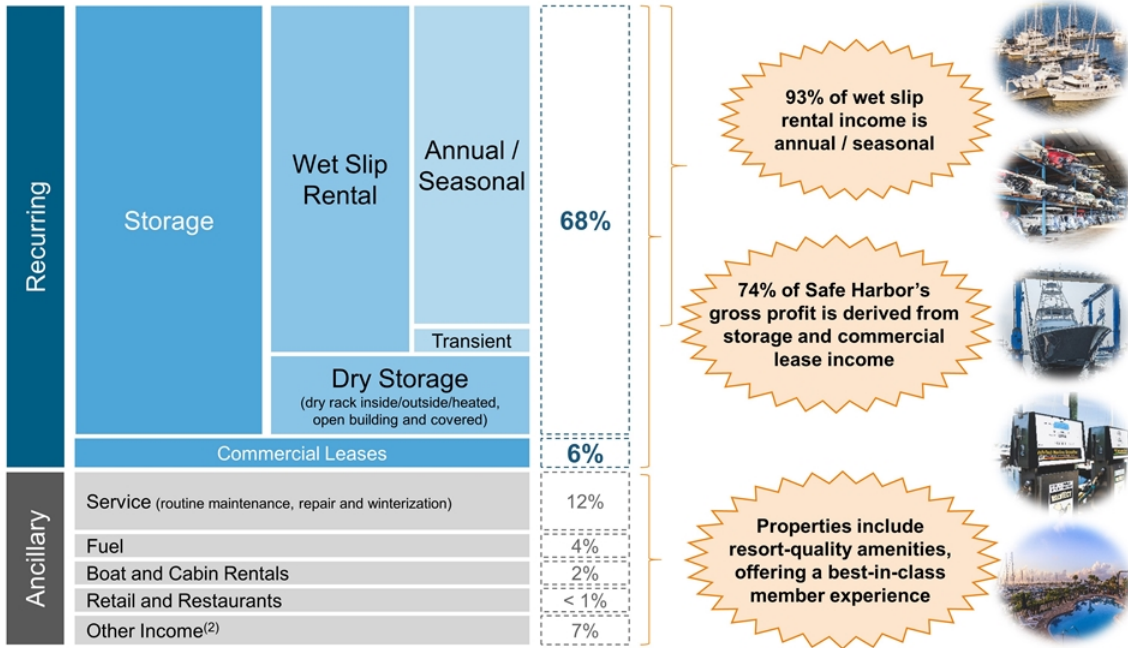 Recurring
Storage
Wet Slip
Rental
Annual /
Seasonal
Transient
Dry Storage
(dry rack inside/outside/heated,
open building and covered)
68%
Commercial Leases
6%
Ancillary
Service (routine maintenance, repair and winterization)
12%
Fuel
4%
Boat and Cabin Rentals
2%
Retail and Restaurants
< 1%
Other Income(2)
7%
93% of wet slip
rental income is
annual / seasonal
74% of Safe Harbor's
gross profit is derived from
storage and commercial
lease income
Properties include
resort-quality amenities,
offering a best-in-class
member experience